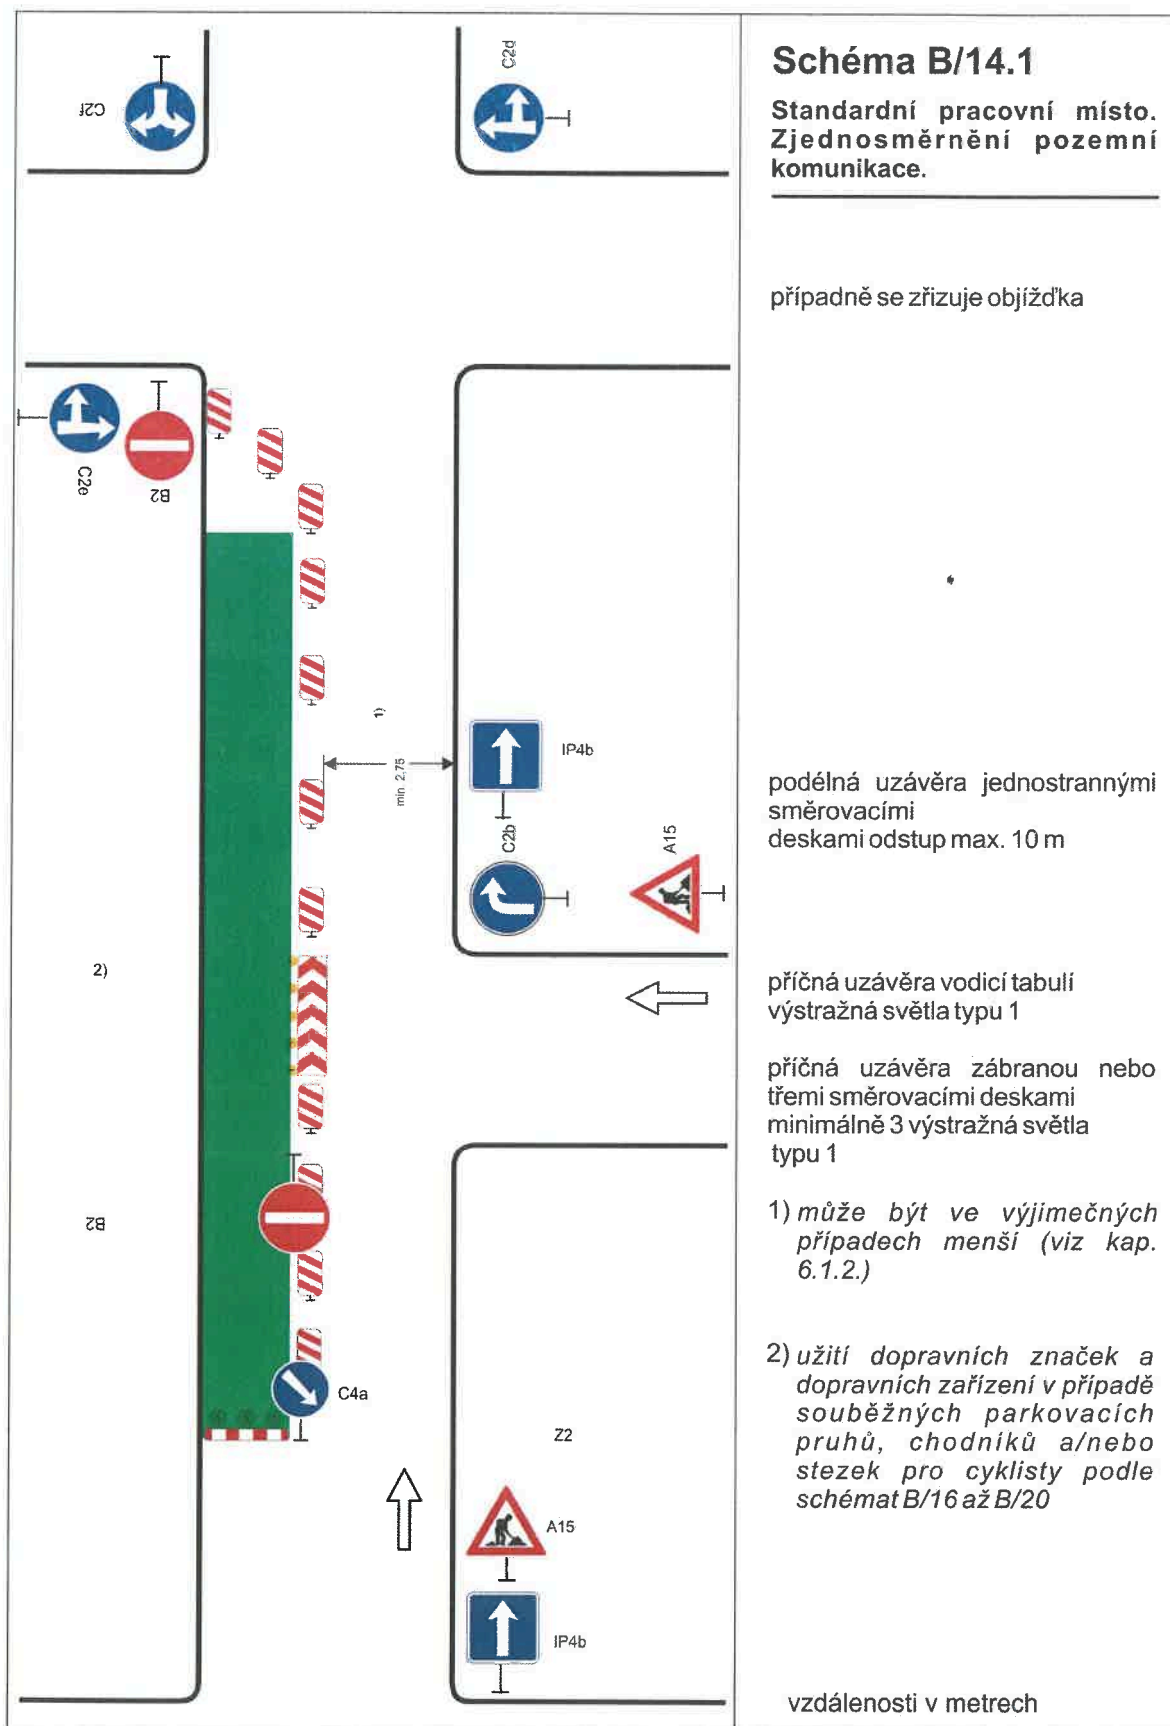 C2f
C2d
Schéma B/14.1
Standardní pracovní místo.
Zjednosměrnění pozemní
komunikace.
případně se zřizuje objížďka
C2e
B2
1)
min. 2,75
IP4b
C2b
A15
podélná uzávěra jednostrannými
směrovacími
deskami odstup max. 10 m
2)
příčná uzávěra vodicí tabulí
výstražná světla typu 1
příčná uzávěra zábranou nebo
třemi směrovacími deskami
minimálně 3 výstražná světla
typu 1
B2
1) může být ve výjimečných
případech menší (viz kap.
6.1.2.)
C4a
2) užití dopravních značek a
dopravních zařízení v případě
souběžných parkovacích
pruhů, chodníků a/nebo
stezek pro cyklisty podle
schémat B/16 až B/20
Z2
A15
IP4b
vzdálenosti v metrech